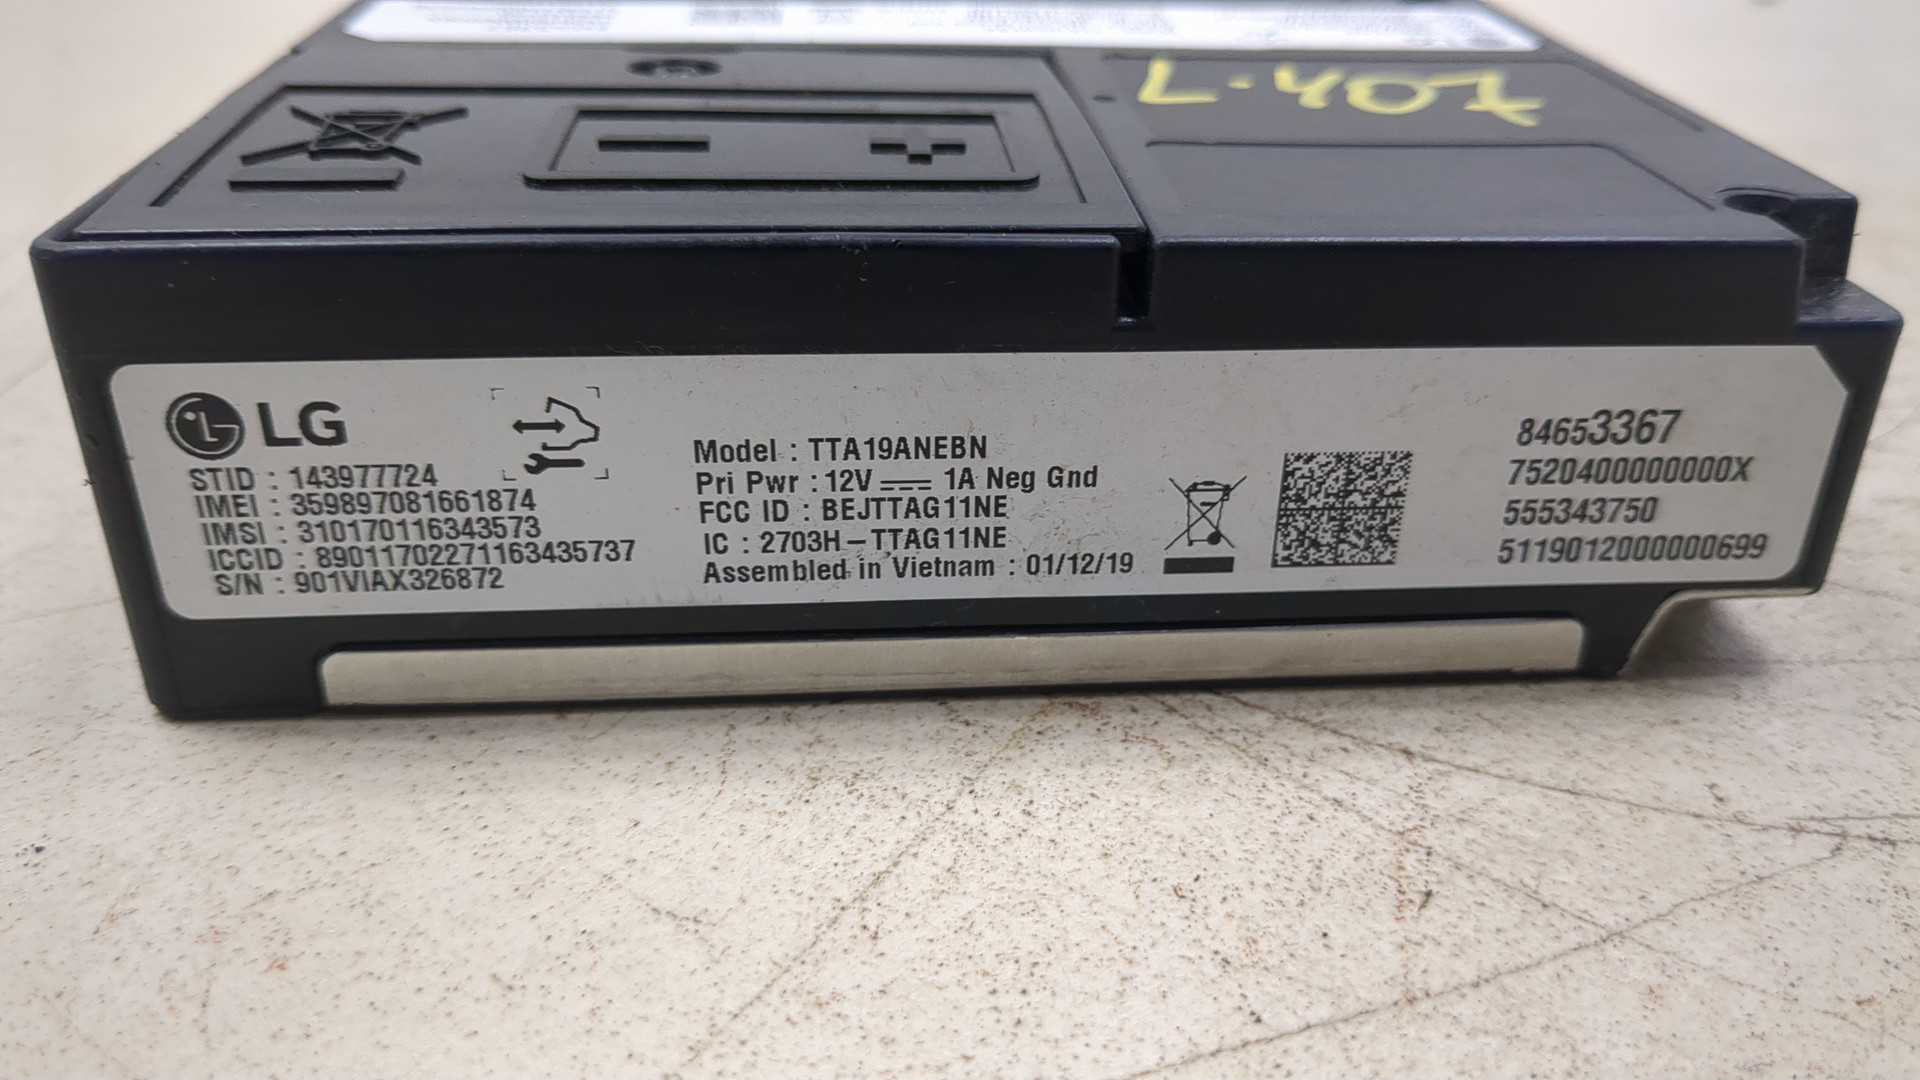 L-407
LG
STID : 143977724
IMEI : 359897081661874
IMSI : 310170116343573
ICCID : 89011702271163435737
S/N : 901VIAX326872
Model : TTA19ANEBN
Pri Pwr : 12V ⎓ 1A Neg Gnd
FCC ID : BEJTTAG11NE
IC : 2703H-TTAG11NE
Assembled in Vietnam : 01/12/19
84653367
7520400000000X
555343750
5119012000000699